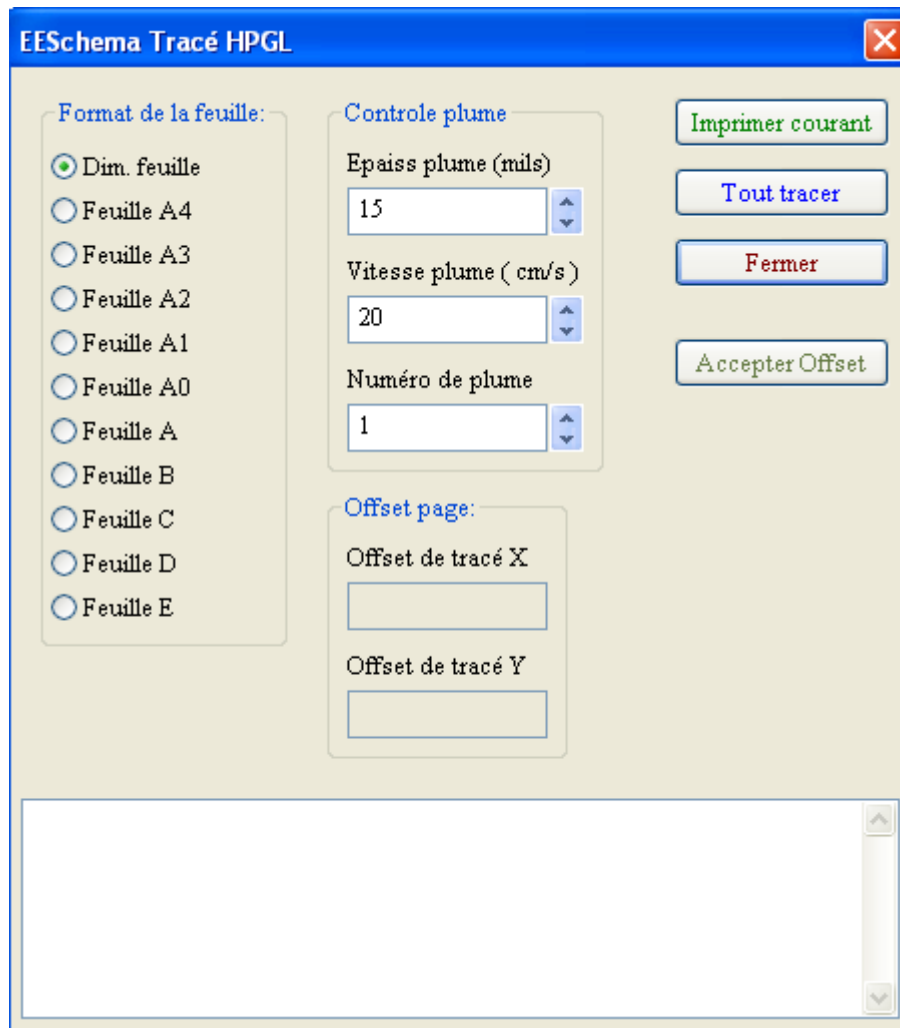 EESchema Tracé HPGL
Format de la feuille:
Dim. feuille
Feuille A4
Feuille A3
Feuille A2
Feuille A1
Feuille A0
Feuille A
Feuille B
Feuille C
Feuille D
Feuille E
Controle plume
Epaiss plume (mils)
15
Vitesse plume ( cm/s )
20
Numéro de plume
1
Offset page:
Offset de tracé X
Offset de tracé Y
Imprimer courant
Tout tracer
Fermer
Accepter Offset